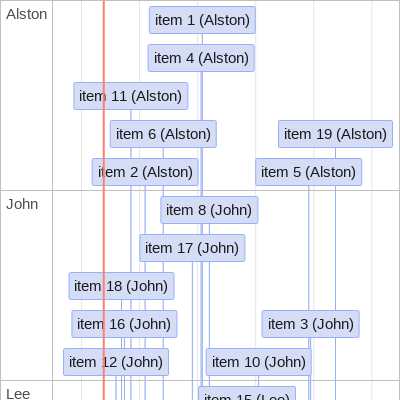 Alston
item 1 (Alston)
item 4 (Alston)
item 11 (Alston)
item 6 (Alston)
item 19 (Alston)
item 2 (Alston)
item 5 (Alston)
John
item 8 (John)
item 17 (John)
item 18 (John)
item 16 (John)
item 3 (John)
item 12 (John)
item 10 (John)
Lee
item 15 (Lee)